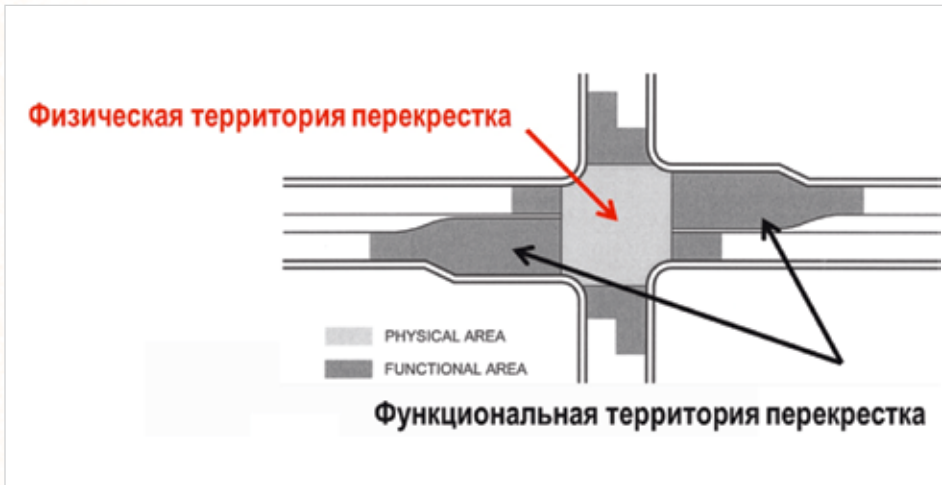 Физическая территория перекрестка
PHYSICAL AREA
FUNCTIONAL AREA
Функциональная территория перекрестка